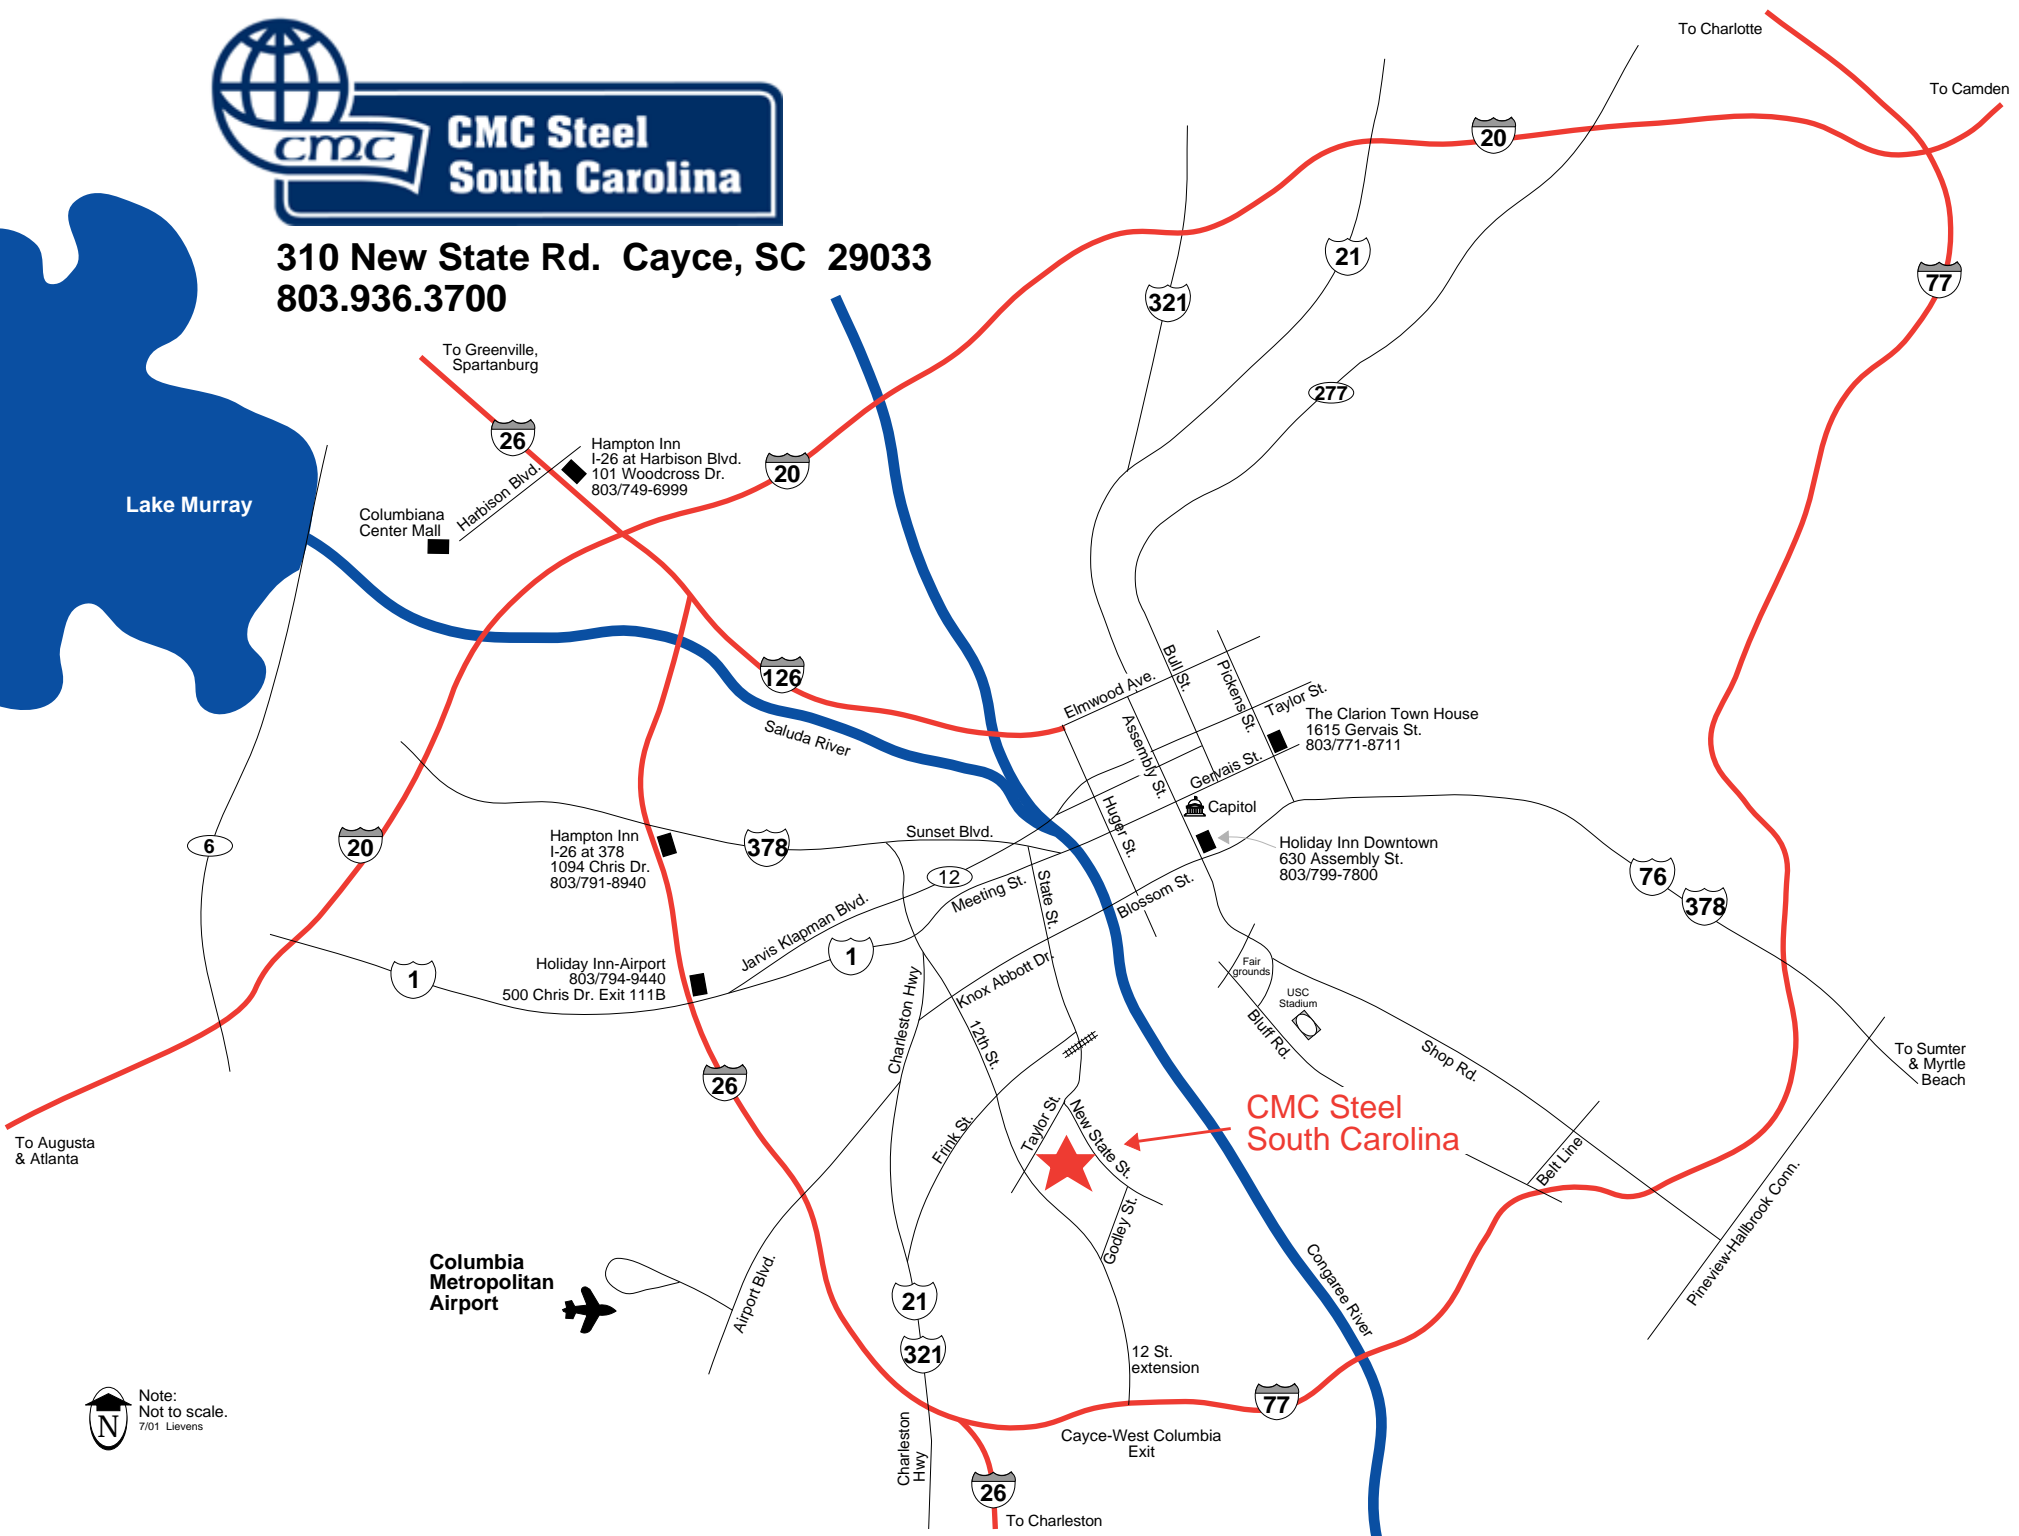 cmc
CMC Steel
South Carolina
310 New State Rd.  Cayce, SC  29033
803.936.3700
To Charlotte
To Camden
20
77
21
321
277
To Greenville,
Spartanburg
26
Hampton Inn
I-26 at Harbison Blvd.
101 Woodcross Dr.
803/749-6999
Harbison Blvd.
Columbiana
Center Mall
20
Lake Murray
126
Saluda River
Elmwood Ave.
Bull St.
Pickens St.
Taylor St.
Assembly St.
The Clarion Town House
1615 Gervais St.
803/771-8711
Gervais St.
Huger St.
Capitol
Holiday Inn Downtown
630 Assembly St.
803/799-7800
6
20
Hampton Inn
I-26 at 378
1094 Chris Dr.
803/791-8940
378
Sunset Blvd.
12
Meeting St.
State St.
Blossom St.
Jarvis Klapman Blvd.
1
1
Holiday Inn-Airport
803/794-9440
500 Chris Dr. Exit 111B
Knox Abbott Dr.
Charleston Hwy
12th St.
76
378
Fair
grounds
USC
Stadium
Bluff Rd.
Shop Rd.
To Sumter
& Myrtle
Beach
26
Frink St.
Taylor St.
New State St.
CMC Steel
South Carolina
Belt Line
Pineview-Hallbrook Conn.
To Augusta
& Atlanta
Godley St.
Congaree River
Columbia
Metropolitan
Airport
Airport Blvd.
21
321
12 St.
extension
77
Cayce-West Columbia
Exit
Charleston
Hwy
26
To Charleston
N
Note:
Not to scale.
7/01  Lievens